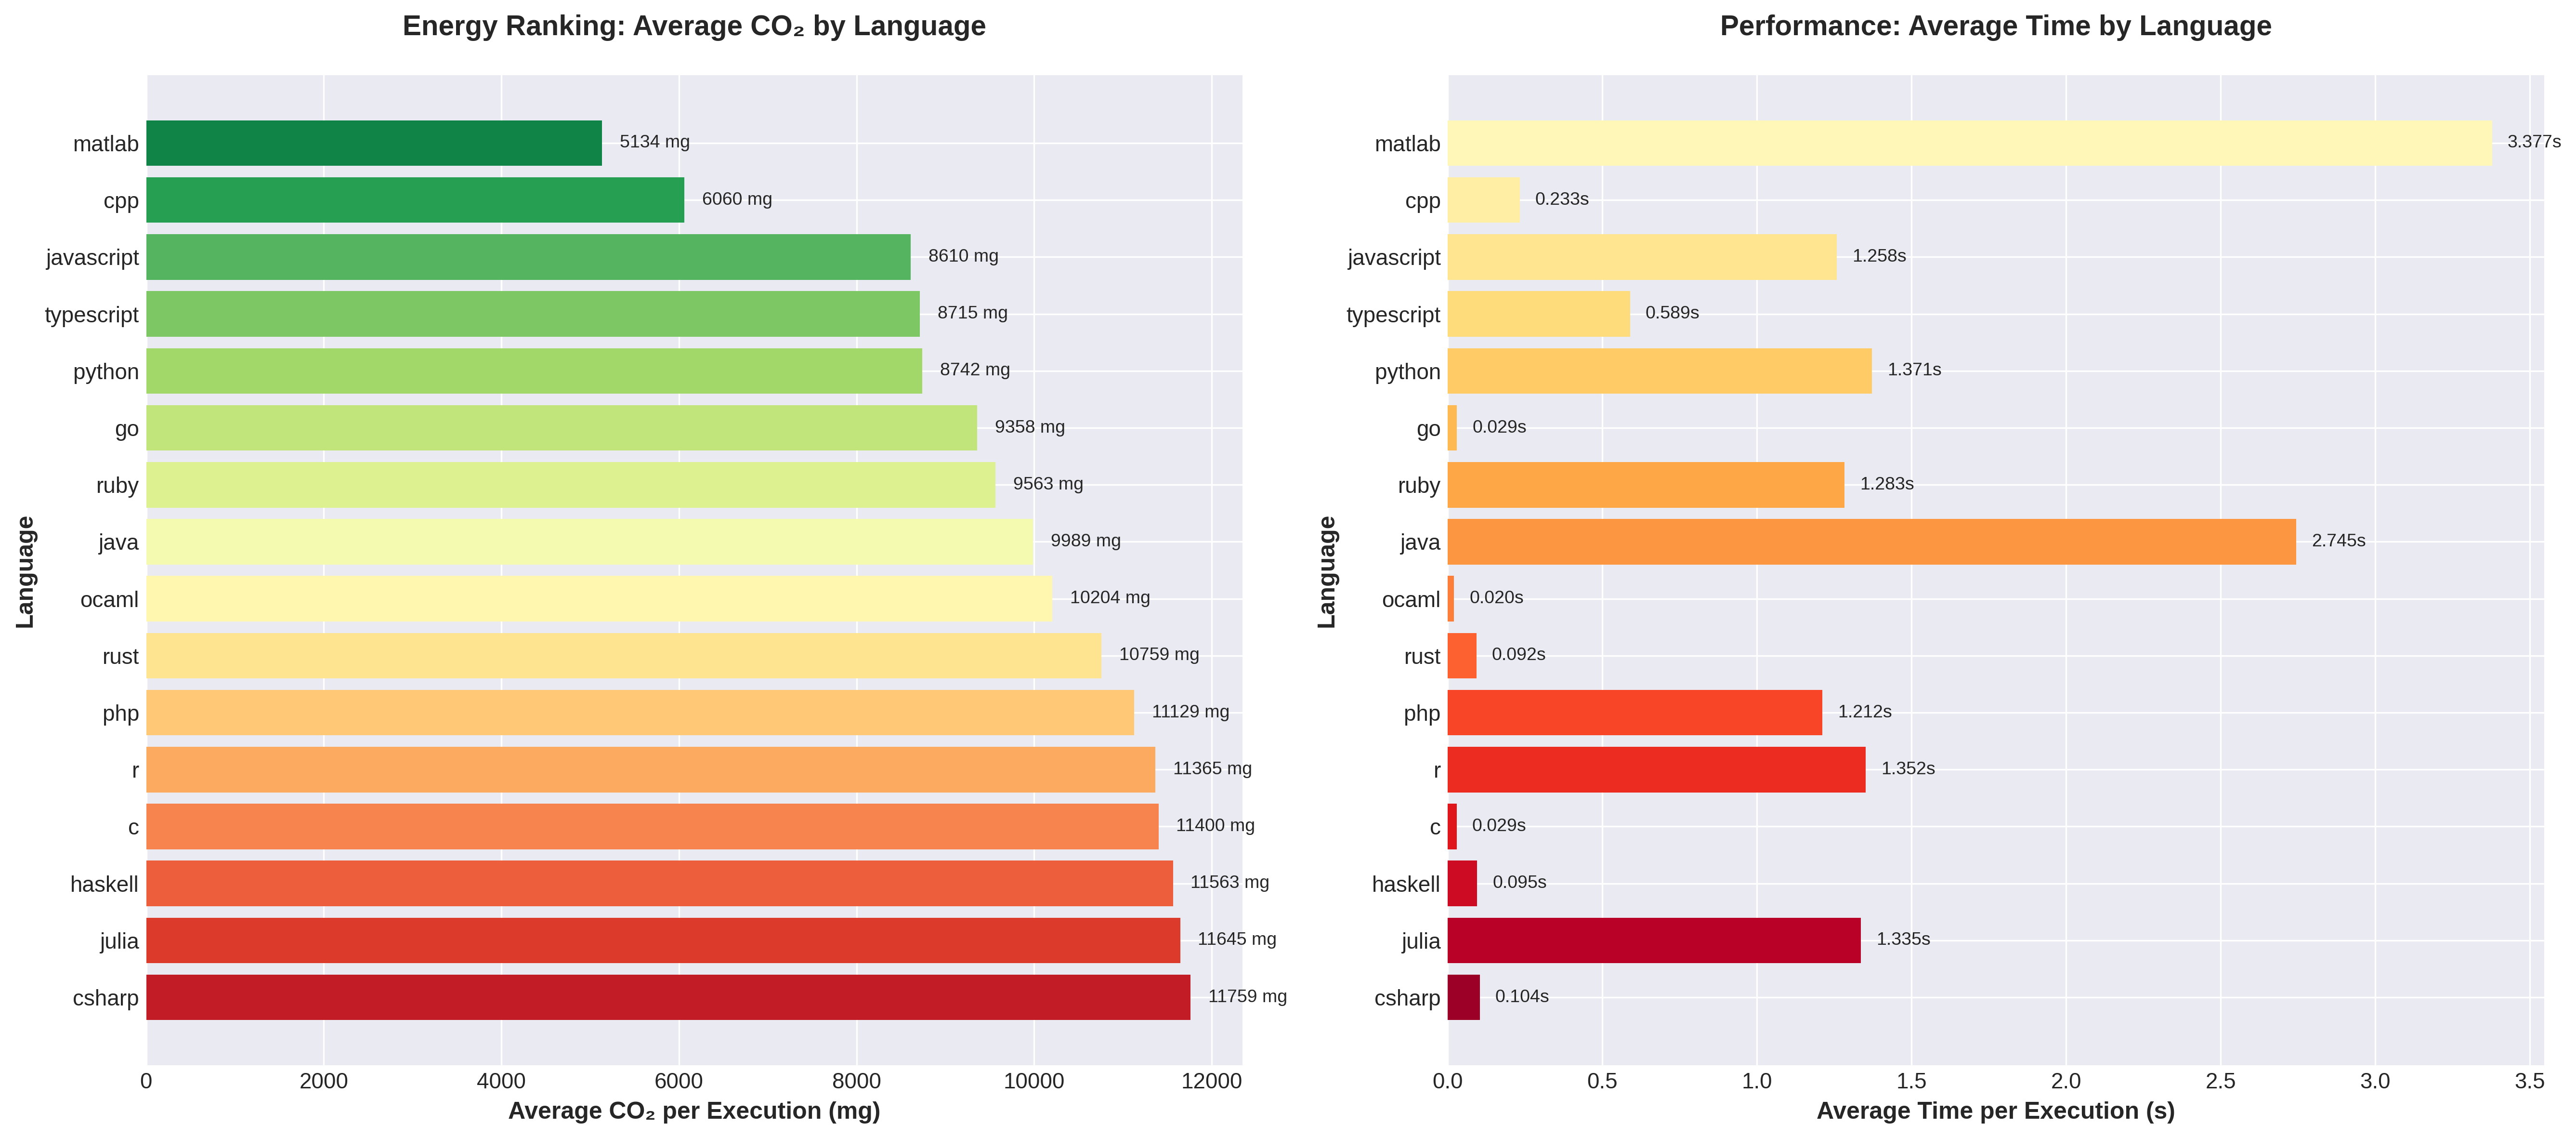 Energy Ranking: Average CO₂ by Language
Language
matlab 5134 mg
cpp 6060 mg
javascript 8610 mg
typescript 8715 mg
python 8742 mg
go 9358 mg
ruby 9563 mg
java 9989 mg
ocaml 10204 mg
rust 10759 mg
php 11129 mg
r 11365 mg
c 11400 mg
haskell 11563 mg
julia 11645 mg
csharp 11759 mg
0 2000 4000 6000 8000 10000 12000
Average CO₂ per Execution (mg)
Performance: Average Time by Language
Language
matlab 3.377s
cpp 0.233s
javascript 1.258s
typescript 0.589s
python 1.371s
go 0.029s
ruby 1.283s
java 2.745s
ocaml 0.020s
rust 0.092s
php 1.212s
r 1.352s
c 0.029s
haskell 0.095s
julia 1.335s
csharp 0.104s
0.0 0.5 1.0 1.5 2.0 2.5 3.0 3.5
Average Time per Execution (s)